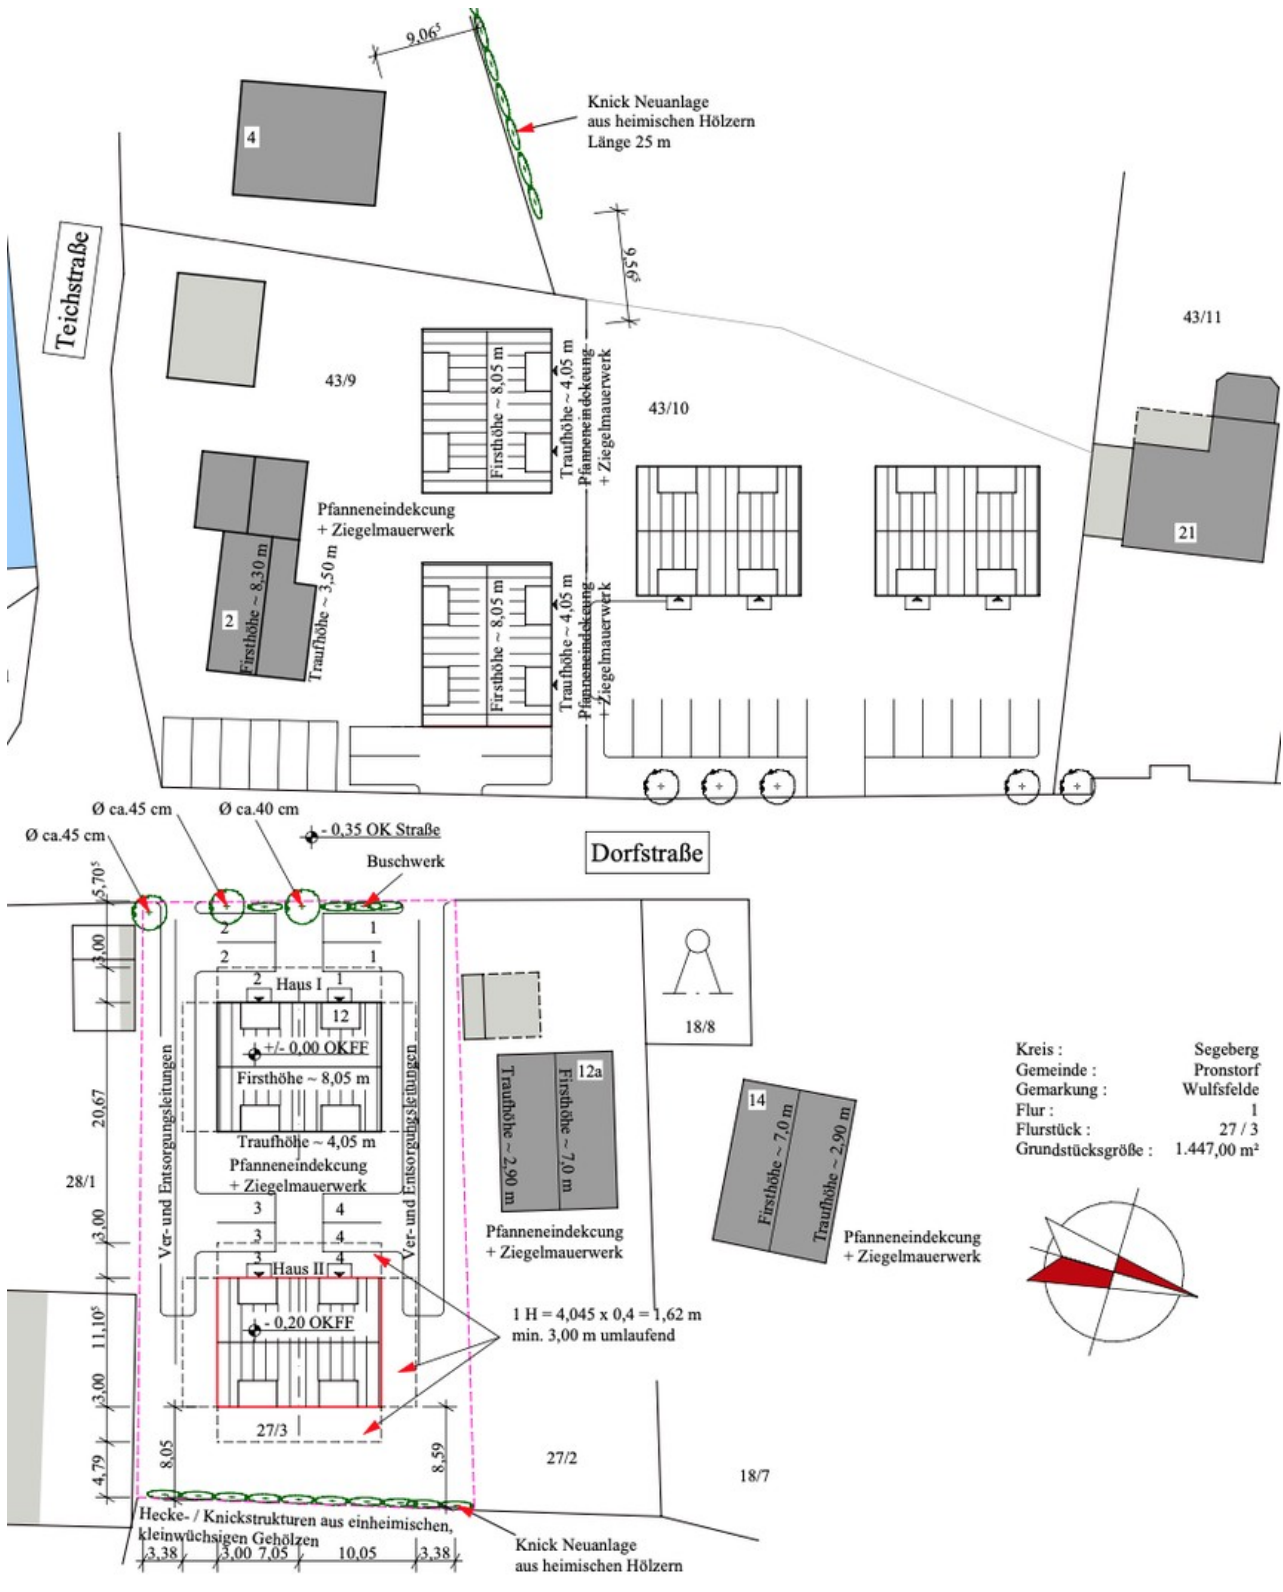 9,06⁵
Knick Neuanlage
aus heimischen Hölzern
Länge 25 m
4
Teichstraße
9,56⁵
43/11
43/9
Firsthöhe ~ 8,05 m
Traufhöhe ~ 4,05 m
Pfanneneindekcung
+ Ziegelmauerwerk
43/10
Pfanneneindekcung
+ Ziegelmauerwerk
21
2
Firsthöhe ~ 8,30 m
Traufhöhe ~ 3,50 m
Firsthöhe ~ 8,05 m
Traufhöhe ~ 4,05 m
Pfanneneindekcung
+ Ziegelmauerwerk
Ø ca.45 cm
Ø ca.40 cm
Ø ca.45 cm
- 0,35 OK Straße
Buschwerk
Dorfstraße
5,70⁵
3,00
20,67
3,00
11,10⁵
3,00
4,79
2
1
2
1
2
Haus I
1
12
+/- 0,00 OKFF
Firsthöhe ~ 8,05 m
Traufhöhe ~ 4,05 m
Pfanneneindekcung
+ Ziegelmauerwerk
Ver- und Entsorgungsleitungen
Ver- und Entsorgungsleitungen
28/1
3
4
3
4
3
Haus II
4
- 0,20 OKFF
27/3
8,05
8,59
12a
Traufhöhe ~ 2,90 m
Firsthöhe ~ 7,0 m
Pfanneneindekcung
+ Ziegelmauerwerk
18/8
14
Firsthöhe ~ 7,0 m
Traufhöhe ~ 2,90 m
Pfanneneindekcung
+ Ziegelmauerwerk
Kreis : Segeberg
Gemeinde : Pronstorf
Gemarkung : Wulfsfelde
Flur : 1
Flurstück : 27 / 3
Grundstücksgröße : 1.447,00 m²
1 H = 4,045 x 0,4 = 1,62 m
min. 3,00 m umlaufend
27/2
18/7
Hecke- / Knickstrukturen aus einheimischen,
kleinwüchsigen Gehölzen
3,38
3,00
7,05
10,05
3,38
Knick Neuanlage
aus heimischen Hölzern